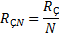 R_ÇN = R_Ç / N